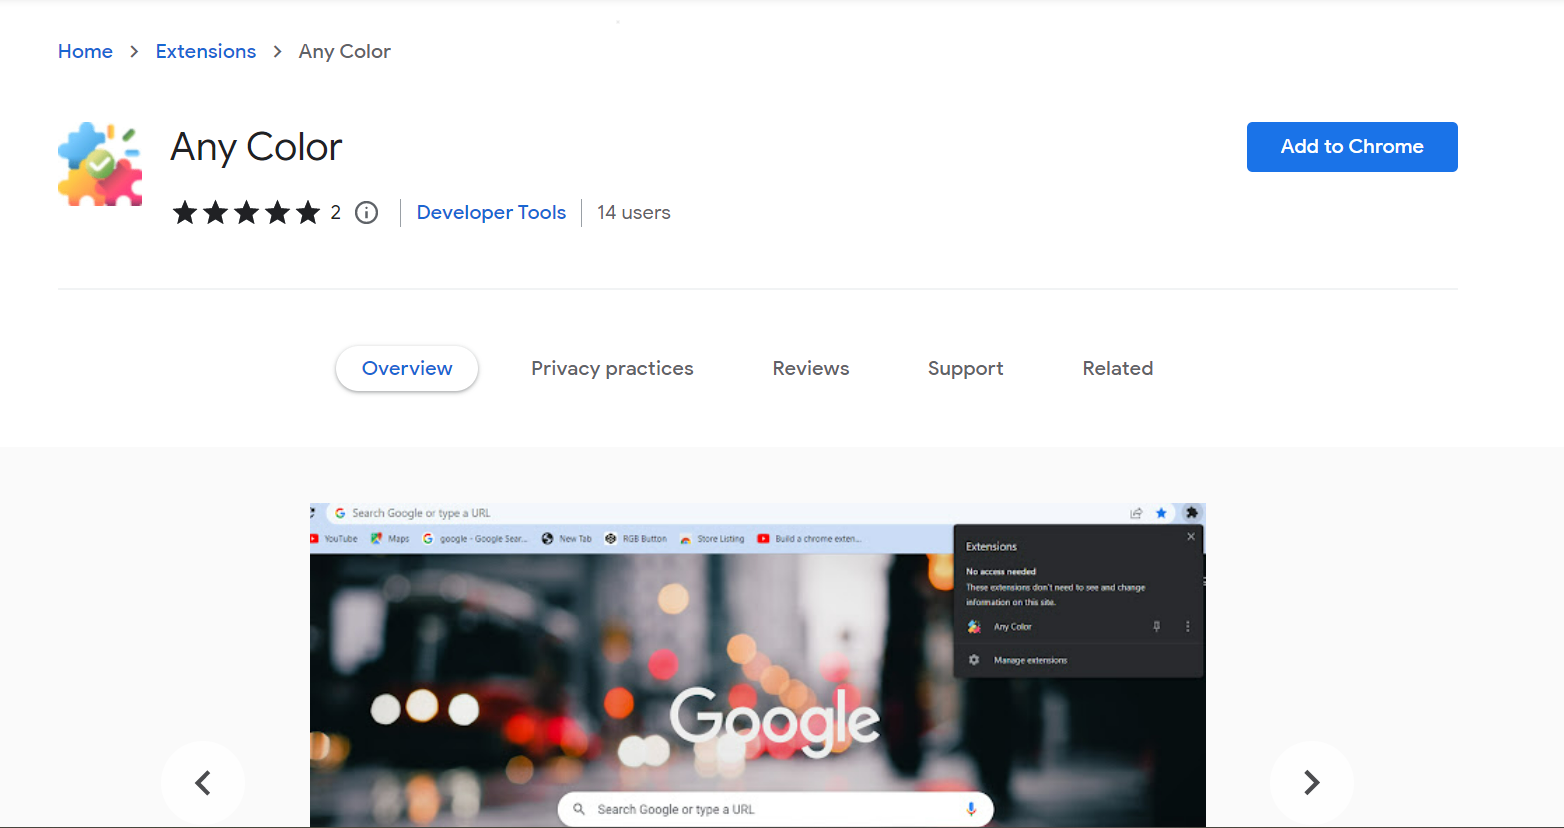 Home > Extensions > Any Color
Any Color
Add to Chrome
2
Developer Tools
14 users
Overview
Privacy practices
Reviews
Support
Related
Search Google or type a URL
YouTube
Maps
google - Google Sear...
New Tab
RGB Button
Store Listing
Build a chrome exten...
Extensions
No access needed
These extensions don't need to see and change
information on this site.
Any Color
Manage extensions
Google
Search Google or type a URL